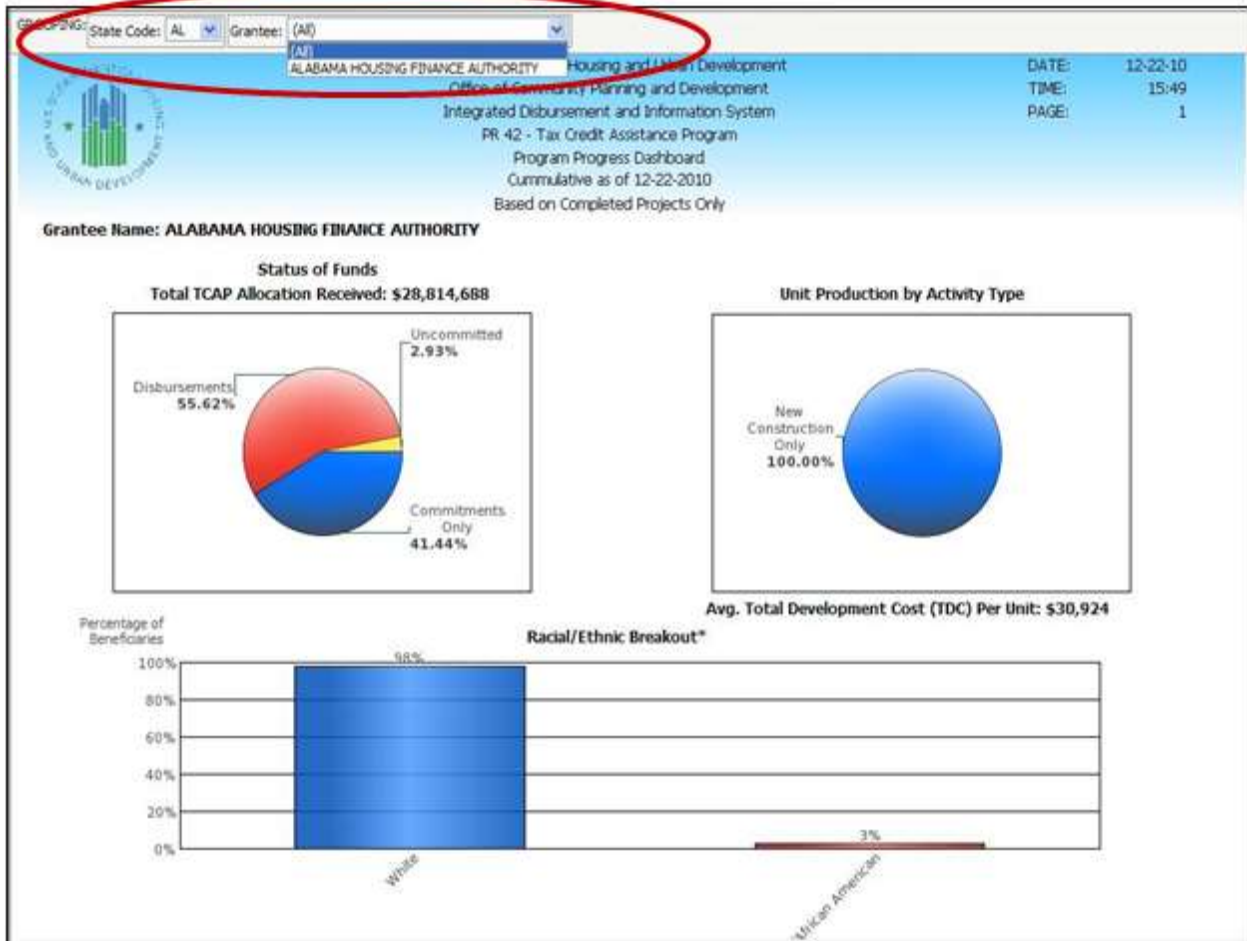 GROUPING: State Code: AL Grantee: (All)
(All)
ALABAMA HOUSING FINANCE AUTHORITY
Housing and Urban Development
Office of Community Planning and Development
Integrated Disbursement and Information System
PR 42 - Tax Credit Assistance Program
Program Progress Dashboard
Cummulative as of 12-22-2010
Based on Completed Projects Only
DATE: 12-22-10
TIME: 15:49
PAGE: 1
URBAN DEVEL
Grantee Name: ALABAMA HOUSING FINANCE AUTHORITY
Status of Funds
Total TCAP Allocation Received: $28,814,688
Uncommitted
2.93%
Disbursements
55.62%
Commitments
Only
41.44%
Unit Production by Activity Type
New
Construction
Only
100.00%
Avg. Total Development Cost (TDC) Per Unit: $30,924
Percentage of
Beneficiaries
Racial/Ethnic Breakout*
100%
80%
60%
40%
20%
0%
98%
3%
White
African American